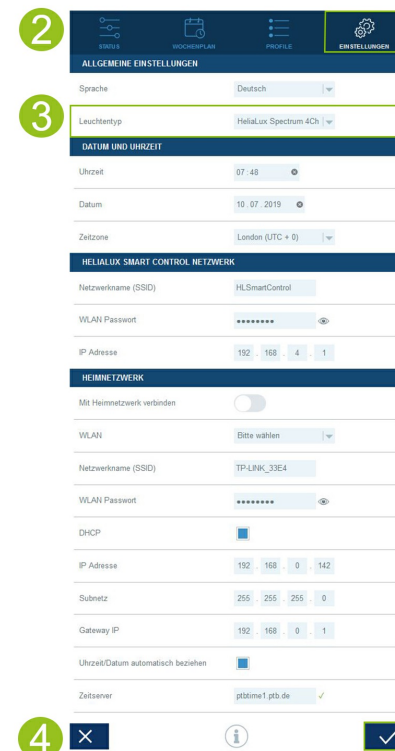 2
STATUS WOCHENPLAN PROFILE EINSTELLUNGEN
ALLGEMEINE EINSTELLUNGEN
Sprache Deutsch
3
Leuchtentyp HeliaLux Spectrum 4Ch
DATUM UND UHRZEIT
Uhrzeit 07:48
Datum 10.07.2019
Zeitzone London (UTC + 0)
HELIALUX SMART CONTROL NETZWERK
Netzwerkname (SSID) HLSmartControl
WLAN Passwort ••••••••
IP Adresse 192 . 168 . 4 . 1
HEIMNETZWERK
Mit Heimnetzwerk verbinden
WLAN Bitte wählen
Netzwerkname (SSID) TP-LINK_33E4
WLAN Passwort ••••••••
DHCP
IP Adresse 192 . 168 . 0 . 142
Subnetz 255 . 255 . 255 . 0
Gateway IP 192 . 168 . 0 . 1
Uhrzeit/Datum automatisch beziehen
Zeitserver ptbtime1.ptb.de ✓
4